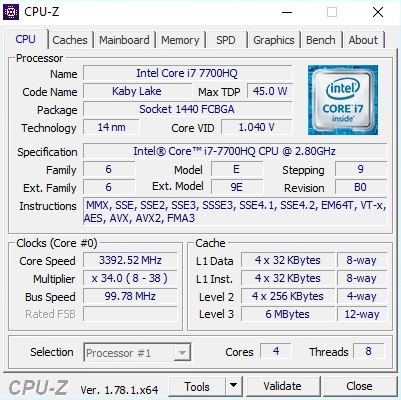 CPU-Z
CPU Caches Mainboard Memory SPD Graphics Bench About
Processor
Name Intel Core i7 7700HQ
Code Name Kaby Lake Max TDP 45.0 W
Package Socket 1440 FCBGA
Technology 14 nm Core VID 1.040 V
intel
CORE i7
inside
Specification Intel® Core™ i7-7700HQ CPU @ 2.80GHz
Family 6 Model E Stepping 9
Ext. Family 6 Ext. Model 9E Revision B0
Instructions MMX, SSE, SSE2, SSE3, SSSE3, SSE4.1, SSE4.2, EM64T, VT-x,
AES, AVX, AVX2, FMA3
Clocks (Core #0)
Core Speed 3392.52 MHz
Multiplier x 34.0 ( 8 - 38 )
Bus Speed 99.78 MHz
Rated FSB
Cache
L1 Data 4 x 32 KBytes 8-way
L1 Inst. 4 x 32 KBytes 8-way
Level 2 4 x 256 KBytes 4-way
Level 3 6 MBytes 12-way
Selection Processor #1 Cores 4 Threads 8
CPU-Z Ver. 1.78.1.x64 Tools Validate Close